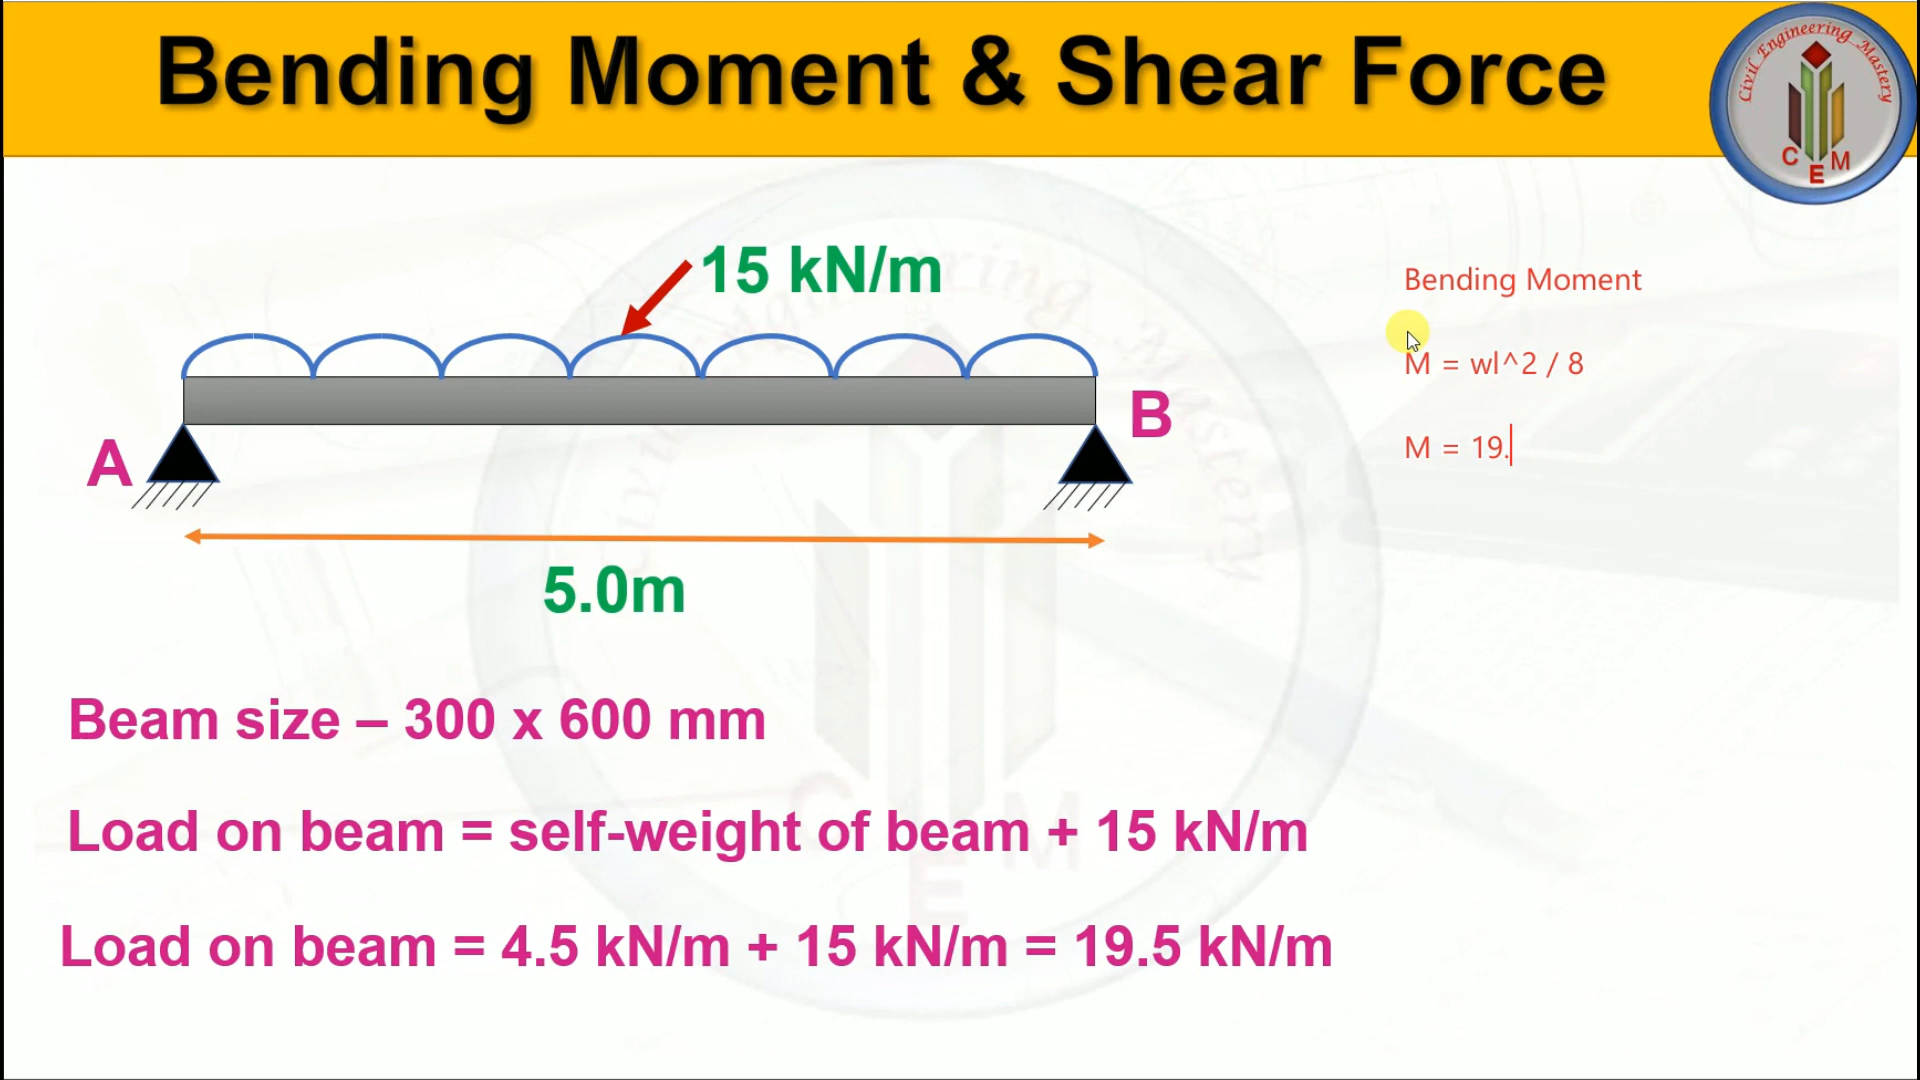 Bending Moment & Shear Force
Civil Engineering Mastery
C E M
15 kN/m
A
B
5.0m
Bending Moment
M = wl^2 / 8
M = 19.
Beam size – 300 x 600 mm
Load on beam = self-weight of beam + 15 kN/m
Load on beam = 4.5 kN/m + 15 kN/m = 19.5 kN/m